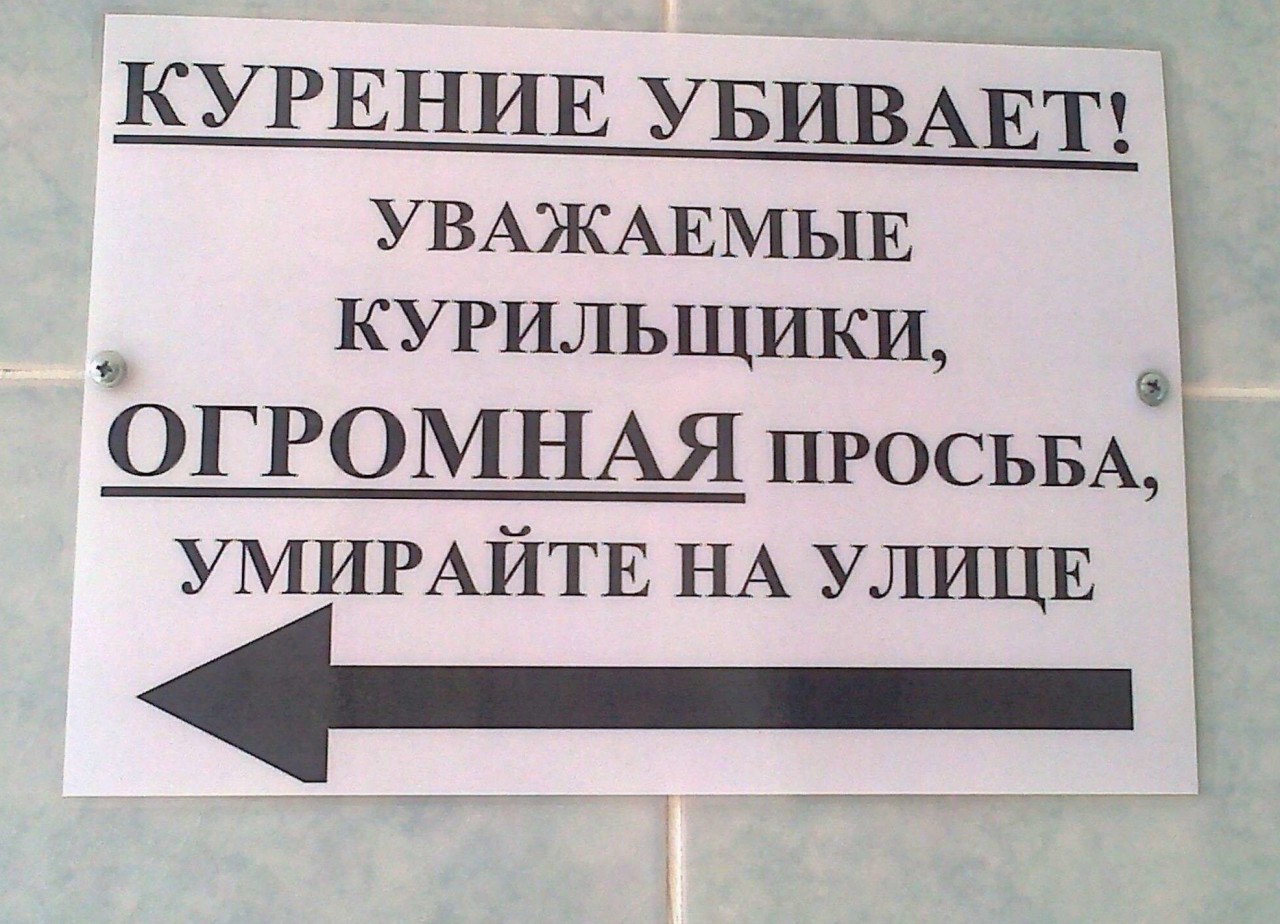 КУРЕНИЕ УБИВАЕТ!
УВАЖАЕМЫЕ
КУРИЛЬЩИКИ,
ОГРОМНАЯ ПРОСЬБА,
УМИРАЙТЕ НА УЛИЦЕ